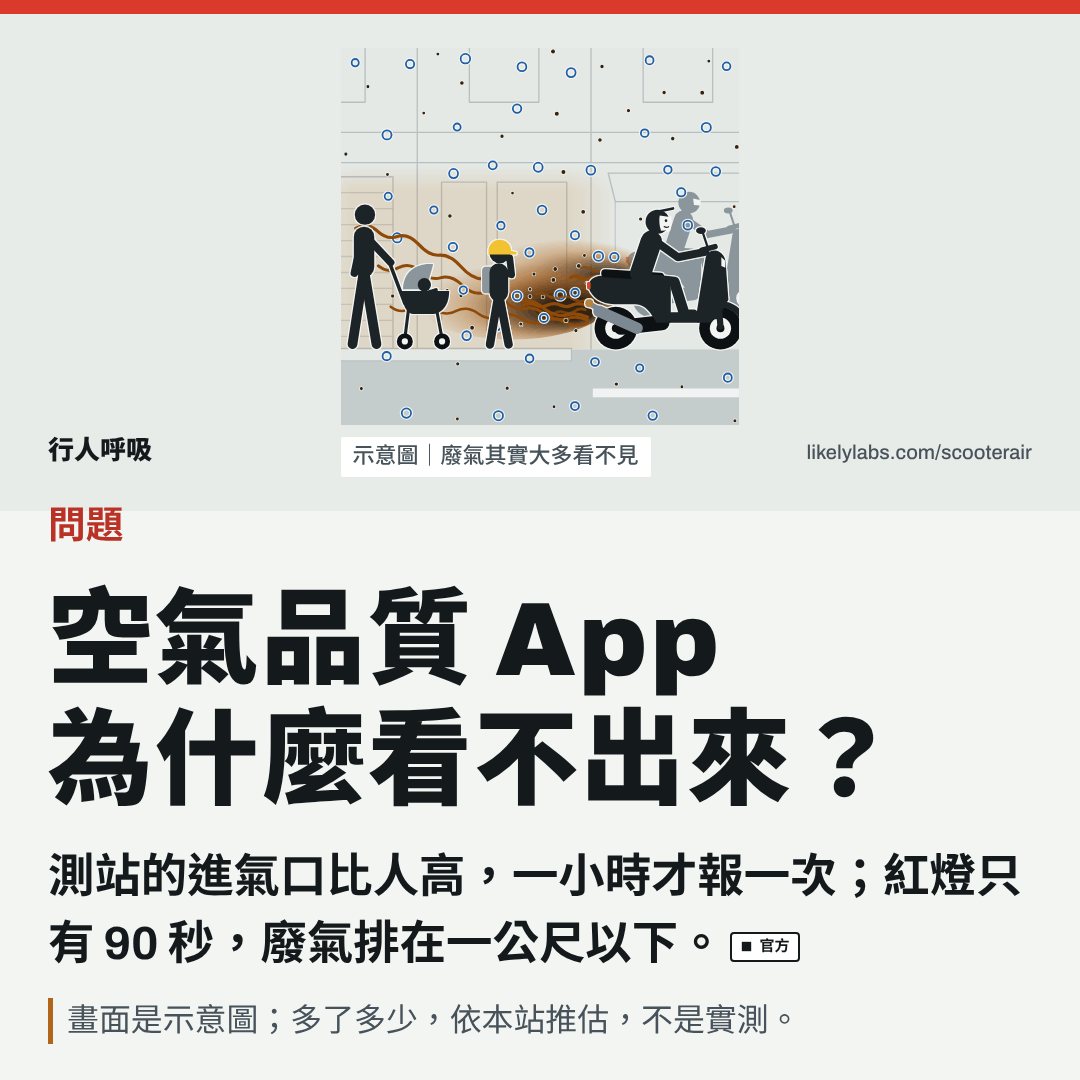 行人呼吸
示意圖｜廢氣其實大多看不見
likelylabs.com/scooterair
問題
空氣品質 App
為什麼看不出來？
測站的進氣口比人高，一小時才報一次；紅燈只
有 90 秒，廢氣排在一公尺以下。 ■ 官方
畫面是示意圖；多了多少，依本站推估，不是實測。